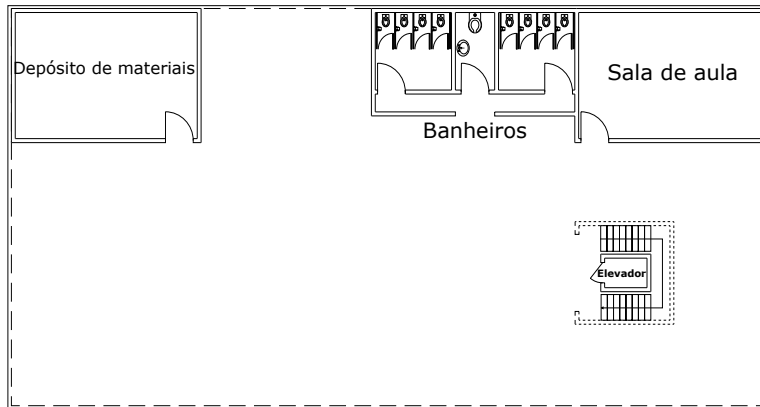 Depósito de materiais
Sala de aula
Banheiros
Elevador